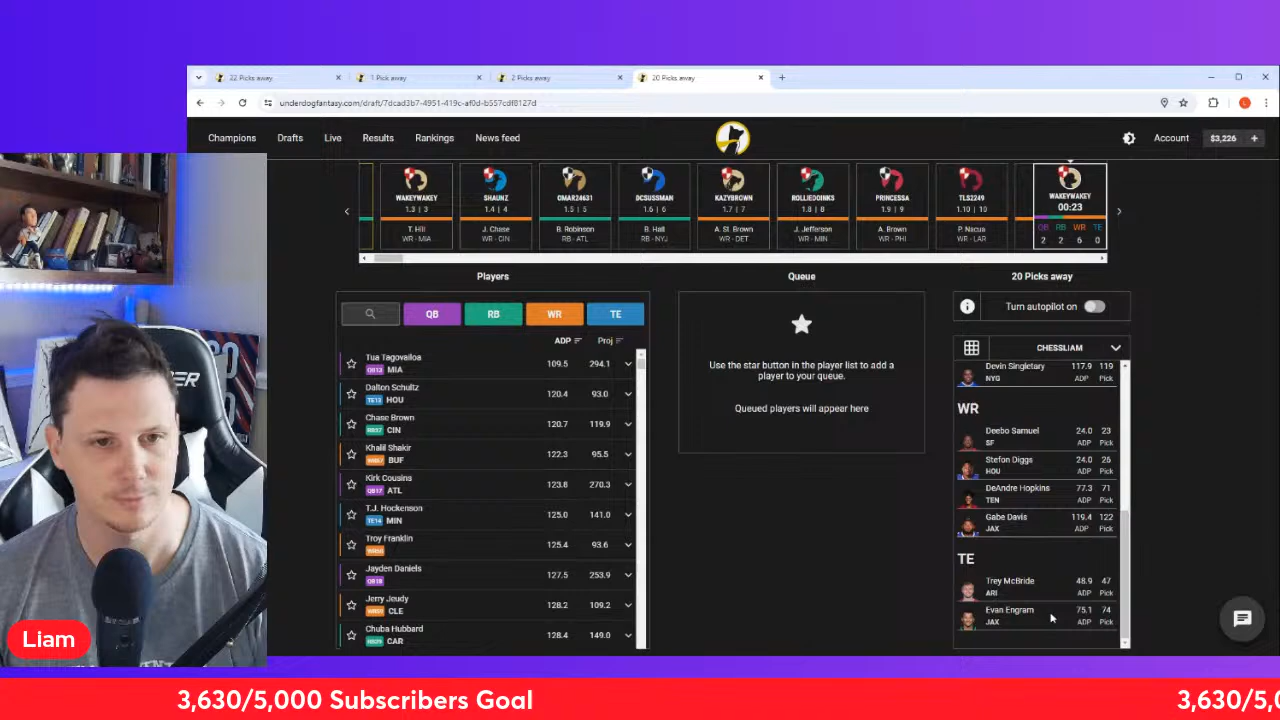 22 Picks away
1 Pick away
2 Picks away
20 Picks away
underdogfantasy.com/draft/7dcad3b7-4951-419c-af0d-b557cdf8127d
Champions Drafts Live Results Rankings News feed Account $3,226
WAKEYWAKEY
1.3 | 3
T. Hill
WR - MIA
SHAUNZ
1.4 | 4
J. Chase
WR - CIN
OMAR24631
1.5 | 5
B. Robinson
RB - ATL
DCSUSSMAN
1.6 | 6
B. Hall
RB - NYJ
KAZYBROWN
1.7 | 7
A. St. Brown
WR - DET
ROLLIEDOINKS
1.8 | 8
J. Jefferson
WR - MIN
PRINCESSA
1.9 | 9
A. Brown
WR - PHI
TLS2249
1.10 | 10
P. Nacua
WR - LAR
WAKEYWAKEY
00:23
QB RB WR TE
2 2 6 0
Players
QB RB WR TE
ADP Proj
Tua Tagovailoa 109.5 294.1
QB13 MIA
Dalton Schultz 120.4 93.0
TE13 HOU
Chase Brown 120.7 119.9
CIN
Khalil Shakir 122.3 95.5
BUF
Kirk Cousins 123.8 270.3
QB17 ATL
T.J. Hockenson 125.0 141.0
TE14 MIN
Troy Franklin 125.4 93.6
Jayden Daniels 127.5 253.9
QB18
Jerry Jeudy 128.2 109.2
CLE
Chuba Hubbard 128.4 149.0
CAR
Queue
Use the star button in the player list to add a
player to your queue.
Queued players will appear here
20 Picks away
Turn autopilot on
CHESSLIAM
Devin Singletary 117.9 119
NYG ADP Pick
WR
Deebo Samuel 24.0 23
SF ADP Pick
Stefon Diggs 24.0 26
HOU ADP Pick
DeAndre Hopkins 77.3 71
TEN ADP Pick
Gabe Davis 119.4 122
JAX ADP Pick
TE
Trey McBride 48.9 47
ARI ADP Pick
Evan Engram 75.1 74
JAX ADP Pick
Liam
3,630/5,000 Subscribers Goal 3,630/5,0